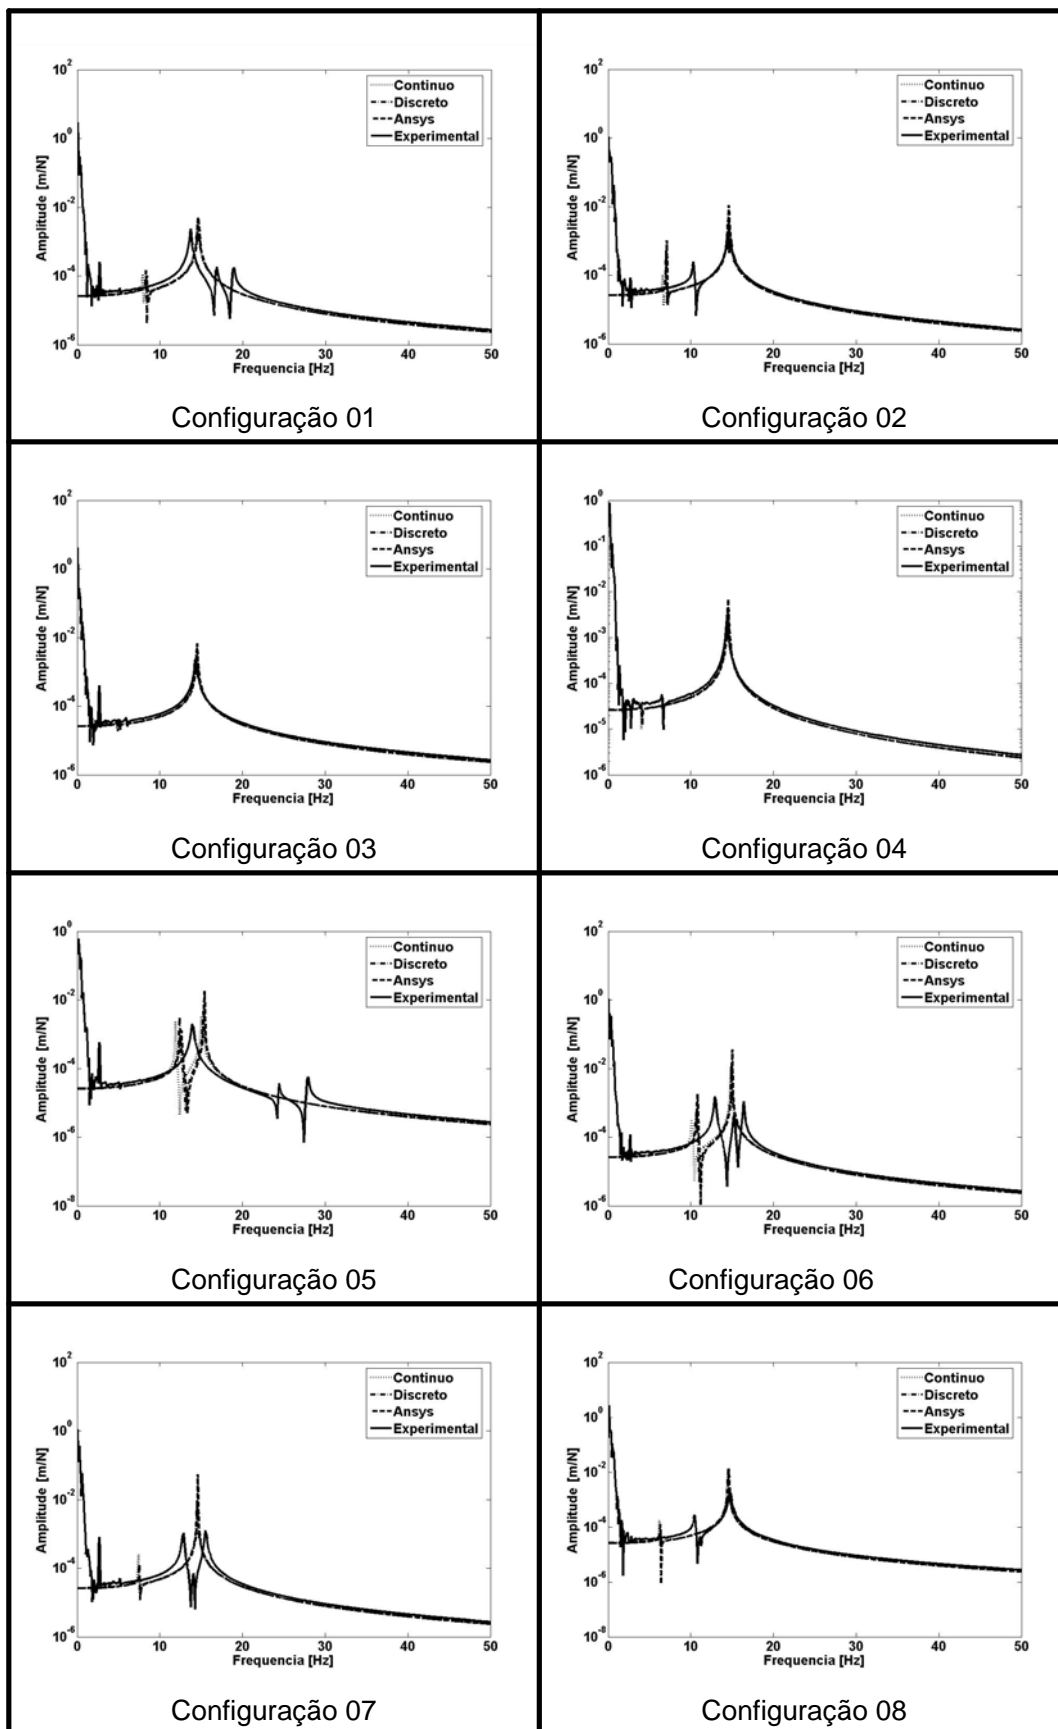 10^2
10^0
10^-2
10^-4
10^-6
Amplitude [m/N]
Continuo
Discreto
Ansys
Experimental
0 10 20 30 40 50
Frequencia [Hz]
Configuração 01
10^2
10^0
10^-2
10^-4
10^-6
Amplitude [m/N]
Continuo
Discreto
Ansys
Experimental
0 10 20 30 40 50
Frequencia [Hz]
Configuração 02
10^2
10^0
10^-2
10^-4
10^-6
Amplitude [m/N]
Continuo
Discreto
Ansys
Experimental
0 10 20 30 40 50
Frequencia [Hz]
Configuração 03
10^0
10^-1
10^-2
10^-3
10^-4
10^-5
10^-6
Amplitude [m/N]
Continuo
Discreto
Ansys
Experimental
0 10 20 30 40 50
Frequencia [Hz]
Configuração 04
10^0
10^-2
10^-4
10^-6
10^-8
Amplitude [m/N]
Continuo
Discreto
Ansys
Experimental
0 10 20 30 40 50
Frequencia [Hz]
Configuração 05
10^2
10^0
10^-2
10^-4
10^-6
Amplitude [m/N]
Continuo
Discreto
Ansys
Experimental
0 10 20 30 40 50
Frequencia [Hz]
Configuração 06
10^2
10^0
10^-2
10^-4
10^-6
Amplitude [m/N]
Continuo
Discreto
Ansys
Experimental
0 10 20 30 40 50
Frequencia [Hz]
Configuração 07
10^2
10^0
10^-2
10^-4
10^-6
10^-8
Amplitude [m/N]
Continuo
Discreto
Ansys
Experimental
0 10 20 30 40 50
Frequencia [Hz]
Configuração 08